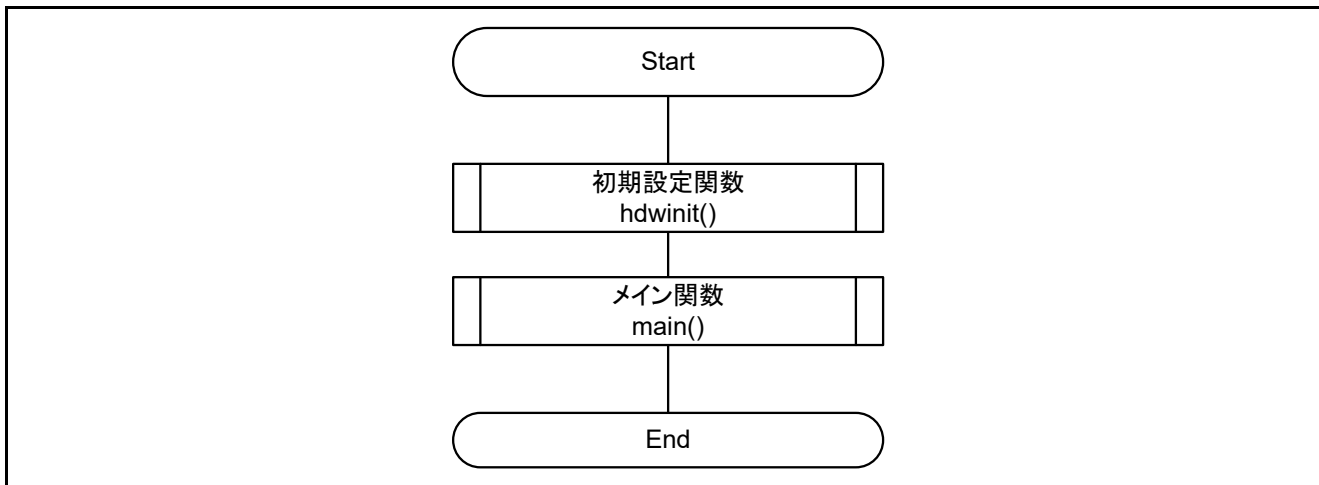 Start
初期設定関数
hdwinit()
メイン関数
main()
End